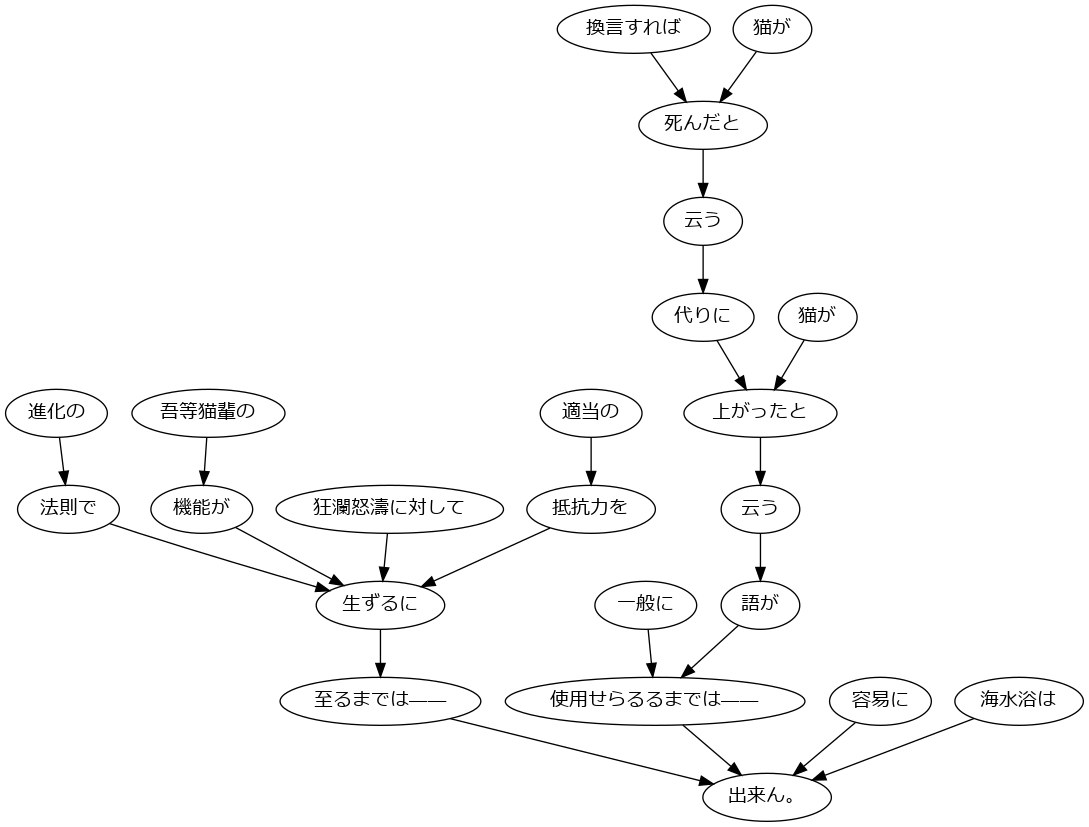 換言すれば
猫が
死んだと
云う
代りに
猫が
進化の
吾等猫輩の
適当の
上がったと
法則で
機能が
狂瀾怒濤に対して
抵抗力を
云う
生ずるに
一般に
語が
至るまでは——
使用せらるるまでは——
容易に
海水浴は
出来ん。